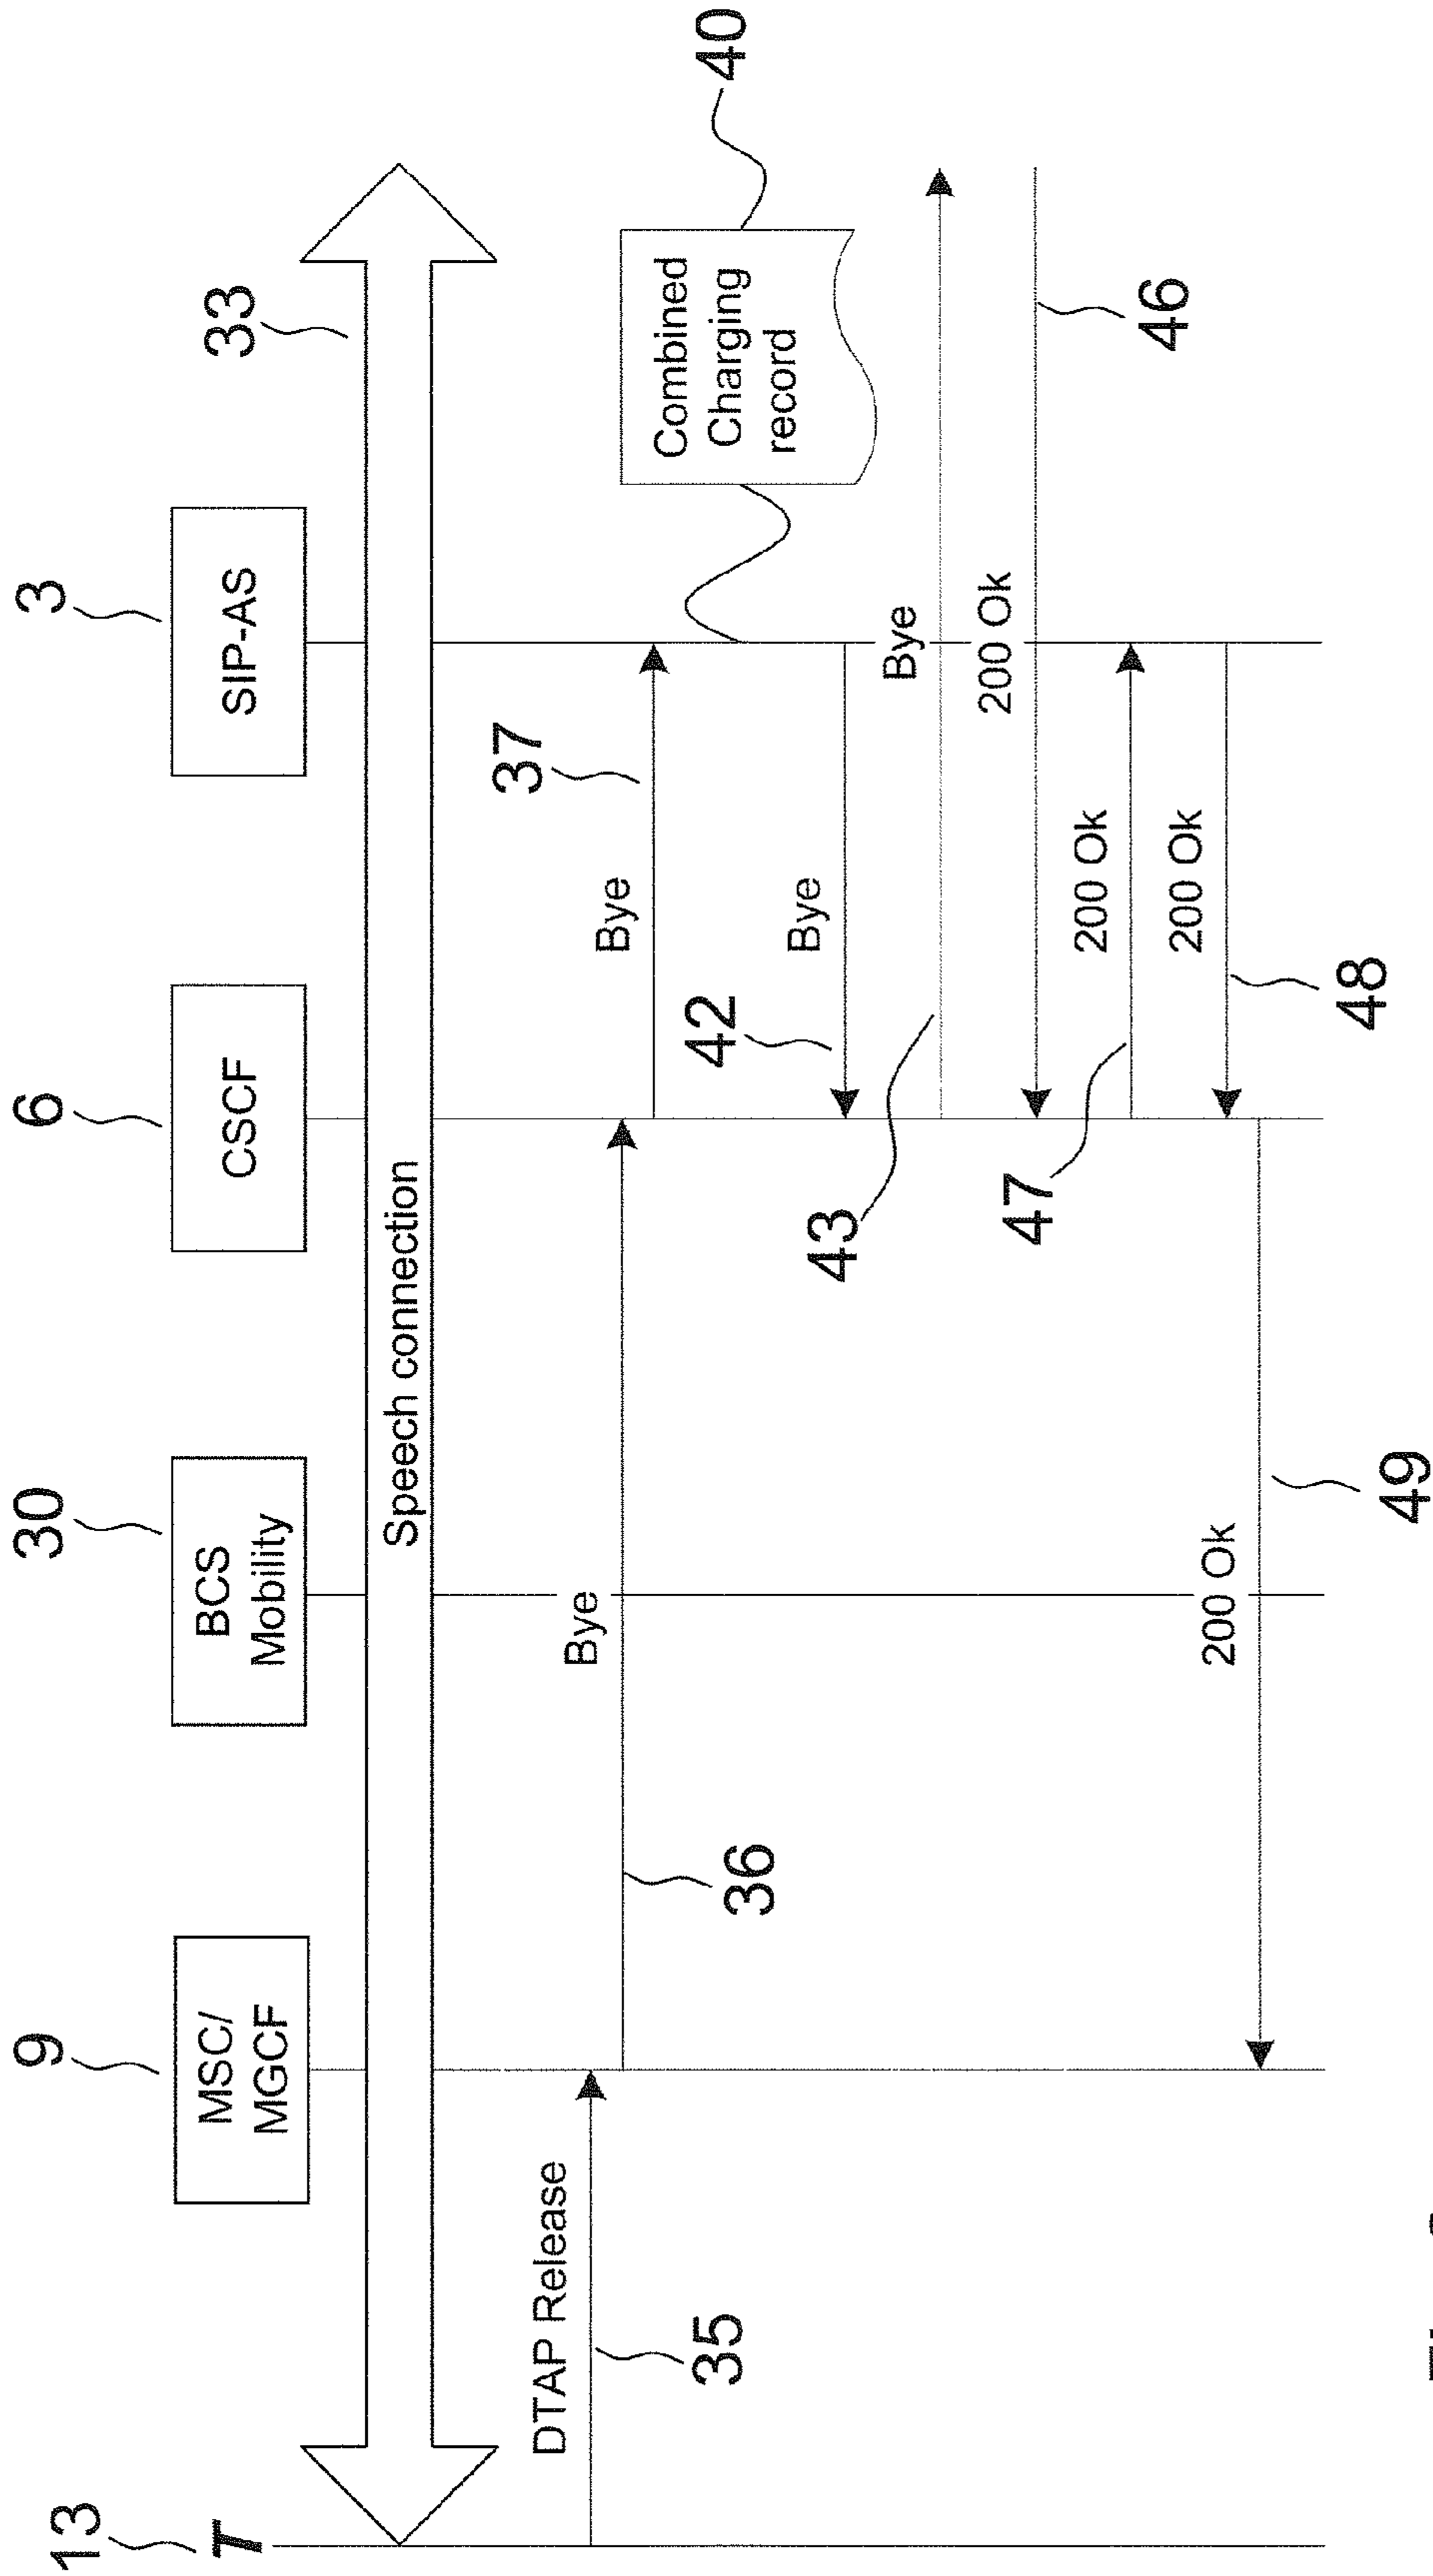 13
T
9
MSC/
MGCF
30
BCS
Mobility
6
CSCF
3
SIP-AS
33
Speech connection
DTAP Release
35
Bye
36
Bye
37
Combined
Charging
record
40
Bye
42
Bye
43
200 Ok
46
200 Ok
47
200 Ok
48
200 Ok
49